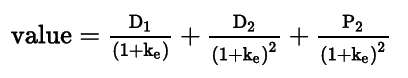 value = D₁/(1+kₑ) + D₂/(1+kₑ)² + P₂/(1+kₑ)²